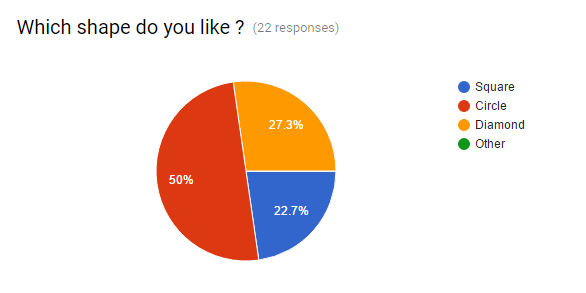 Which shape do you like ? (22 responses)
Square
Circle
Diamond
Other
27.3%
50%
22.7%